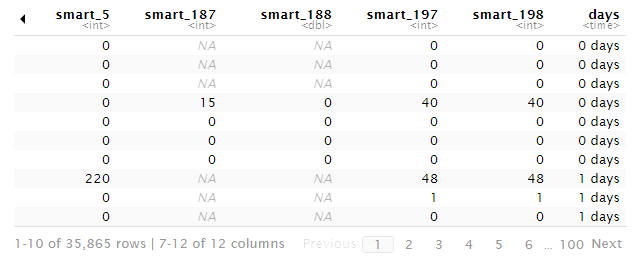 smart_5 smart_187 smart_188 smart_197 smart_198 days
<int> <int> <dbl> <int> <int> <time>
0 NA NA 0 0 0 days
0 NA NA 0 0 0 days
0 NA NA 0 0 0 days
0 15 0 40 40 0 days
0 0 0 0 0 0 days
0 0 0 0 0 0 days
0 0 0 0 0 0 days
220 NA NA 48 48 1 days
0 NA NA 1 1 1 days
0 NA NA 0 0 1 days
1-10 of 35,865 rows | 7-12 of 12 columns Previous 1 2 3 4 5 6 ... 100 Next